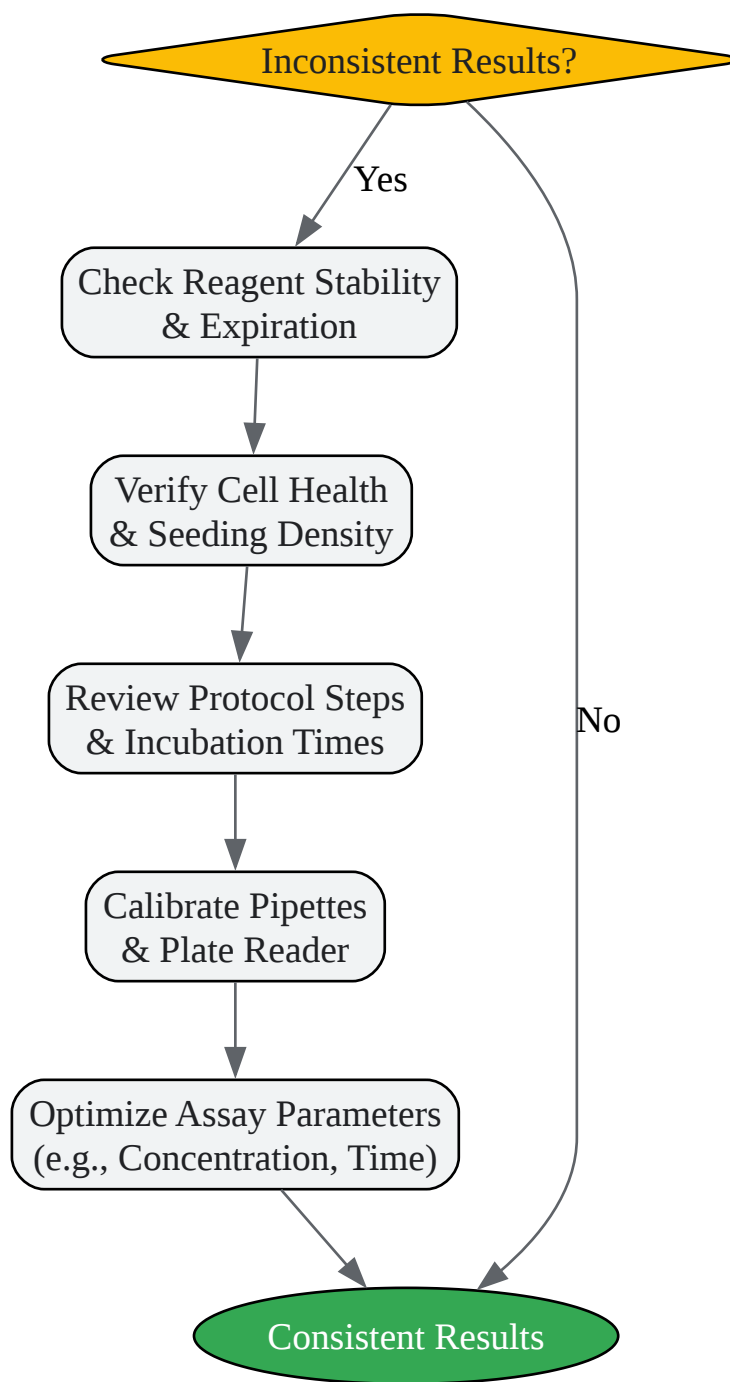 Inconsistent Results?
Yes
Check Reagent Stability
& Expiration
Verify Cell Health
& Seeding Density
Review Protocol Steps
& Incubation Times
No
Calibrate Pipettes
& Plate Reader
Optimize Assay Parameters
(e.g., Concentration, Time)
Consistent Results